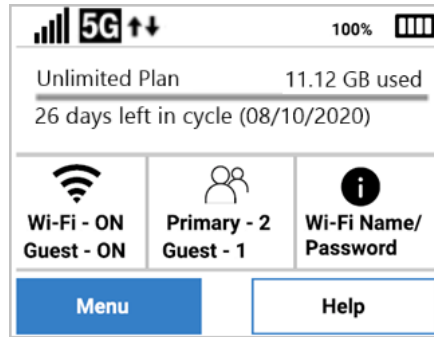 5G 100%
Unlimited Plan 11.12 GB used
26 days left in cycle (08/10/2020)
Wi-Fi - ON Primary - 2 Wi-Fi Name/
Guest - ON Guest - 1 Password
Menu Help